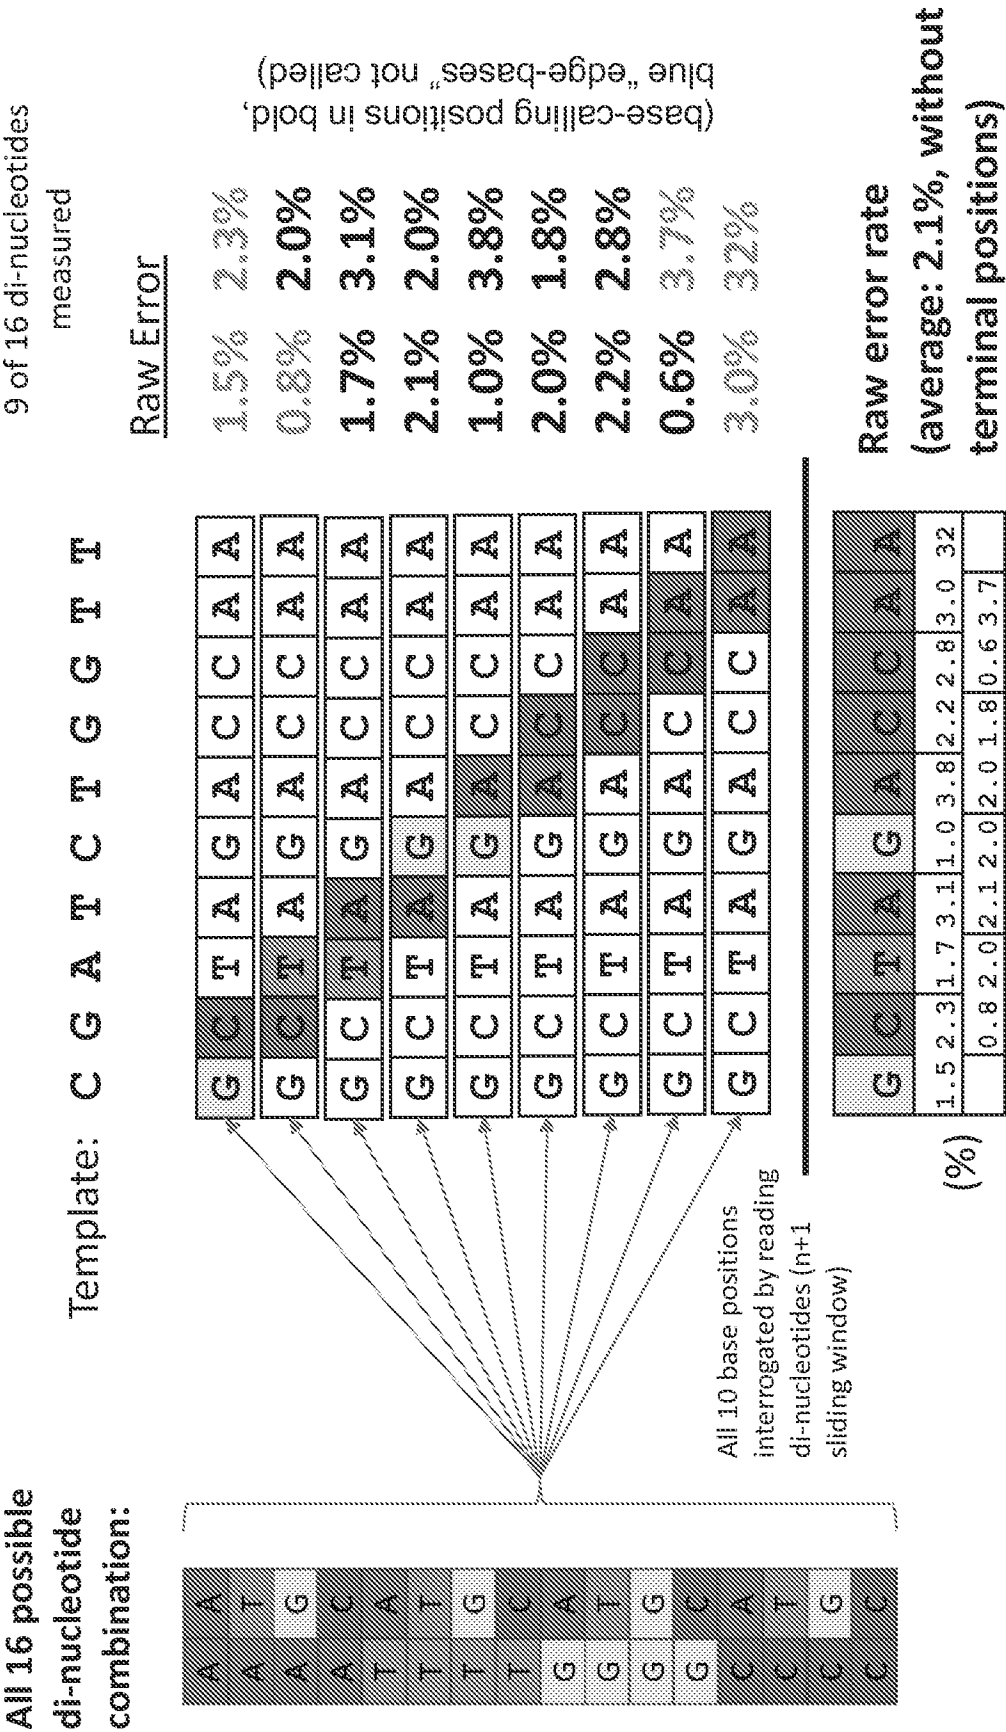 All 16 possible
di-nucleotide
combination:
A A
A T
A G
A C
T A
T T
T G
T C
G A
G T
G G
G C
C A
C T
C G
C C
Template: C G A T C T G G T T
G C T A G A C C A A
G C T A G A C C A A
G C T A G A C C A A
G C T A G A C C A A
G C T A G A C C A A
G C T A G A C C A A
G C T A G A C C A A
G C T A G A C C A A
G C T A G A C C A A
All 10 base positions
interrogated by reading
di-nucleotides (n+1
sliding window)
9 of 16 di-nucleotides
measured
Raw Error
1.5% 2.3%
0.8% 2.0%
1.7% 3.1%
2.1% 2.0%
1.0% 3.8%
2.0% 1.8%
2.2% 2.8%
0.6% 3.7%
3.0% 32%
(base-calling positions in bold,
blue "edge-bases" not called)
G C T A G A C C A A
(%) 1.5 2.3 1.7 3.1 1.0 3.8 2.2 2.8 3.0 32
0.8 2.0 2.1 2.0 2.0 1.8 0.6 3.7
Raw error rate
(average: 2.1%, without
terminal positions)